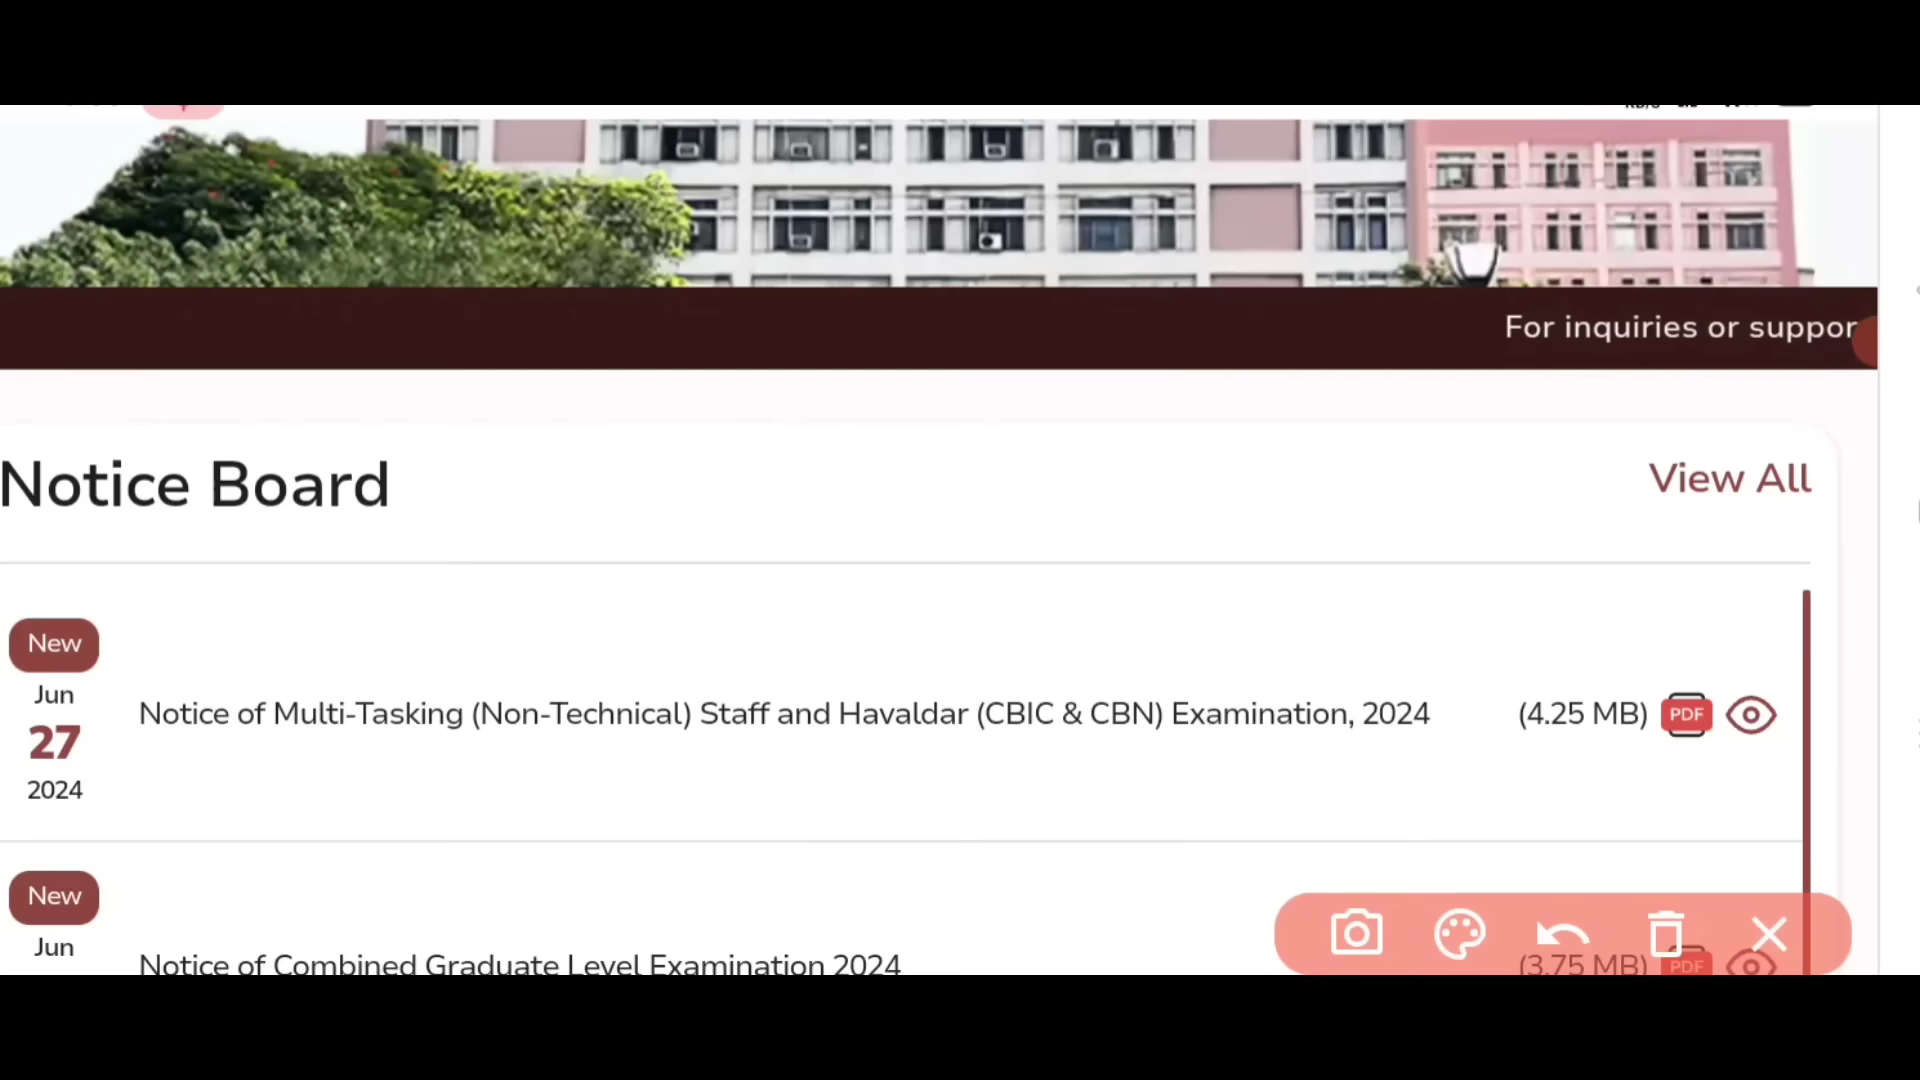 For inquiries or suppor
Notice Board
View All
New
Jun
27
2024
Notice of Multi-Tasking (Non-Technical) Staff and Havaldar (CBIC & CBN) Examination, 2024
(4.25 MB)
PDF
New
Jun
Notice of Combined Graduate Level Examination 2024
(3.75 MB)
PDF